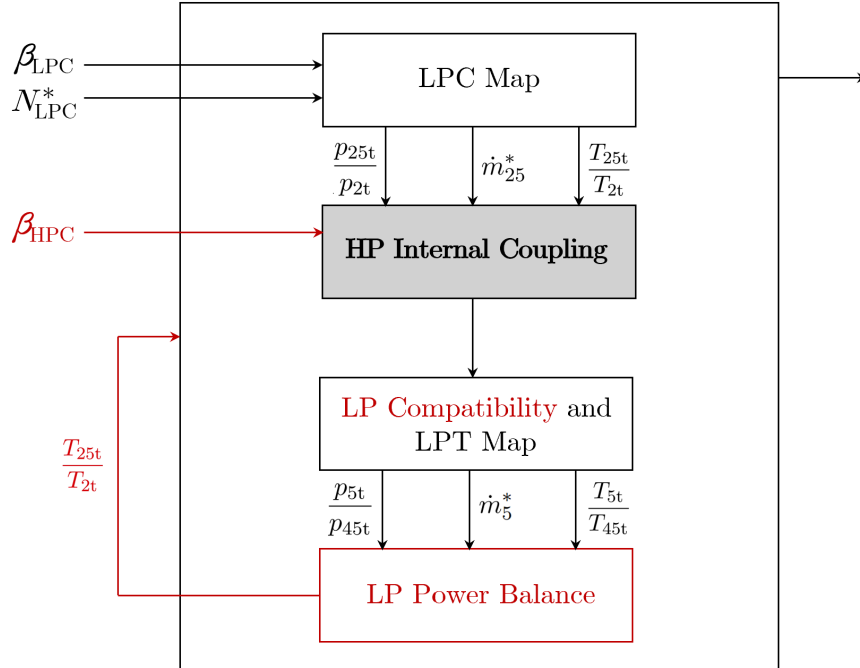 β_LPC
N*_LPC
LPC Map
p_25t / p_2t
ṁ*_25
T_25t / T_2t
β_HPC
HP Internal Coupling
LP Compatibility and
LPT Map
T_25t / T_2t
p_5t / p_45t
ṁ*_5
T_5t / T_45t
LP Power Balance